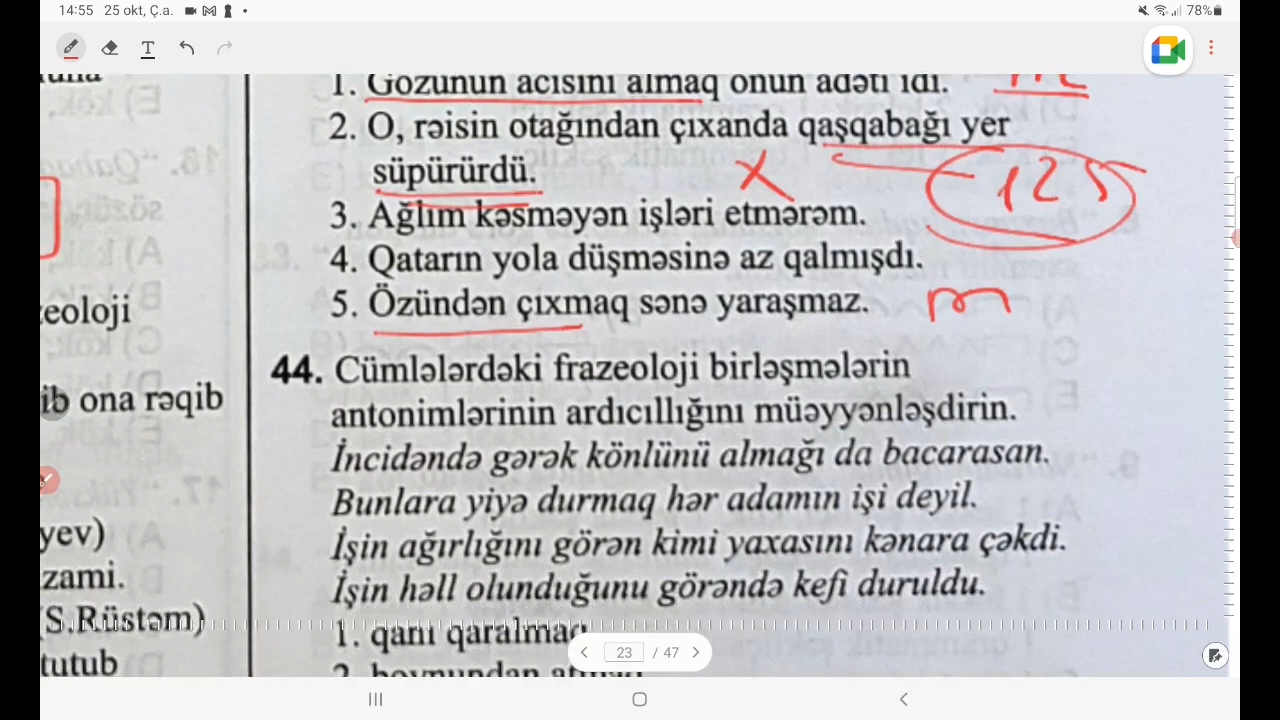 14:55 25 okt, Ç.a.
78%
T
1. Gözünün acısını almaq onun adəti idi.
2. O, rəisin otağından çıxanda qaşqabağı yer
süpürürdü.
125
3. Ağlım kəsməyən işləri etmərəm.
4. Qatarın yola düşməsinə az qalmışdı.
5. Özündən çıxmaq sənə yaraşmaz. m
44. Cümlələrdəki frazeoloji birləşmələrin
antonimlərinin ardıcıllığını müəyyənləşdirin.
İncidəndə gərək könlünü almağı da bacarasan.
Bunlara yiyə durmaq hər adamın işi deyil.
İşin ağırlığını görən kimi yaxasını kənara çəkdi.
İşin həll olunduğunu görəndə kefi duruldu.
1. qanı qaralmaq
2. boynundan atmaq
eoloji
ib ona rəqib
yev)
zami.
(S.Rüstəm)
tutub
23 / 47